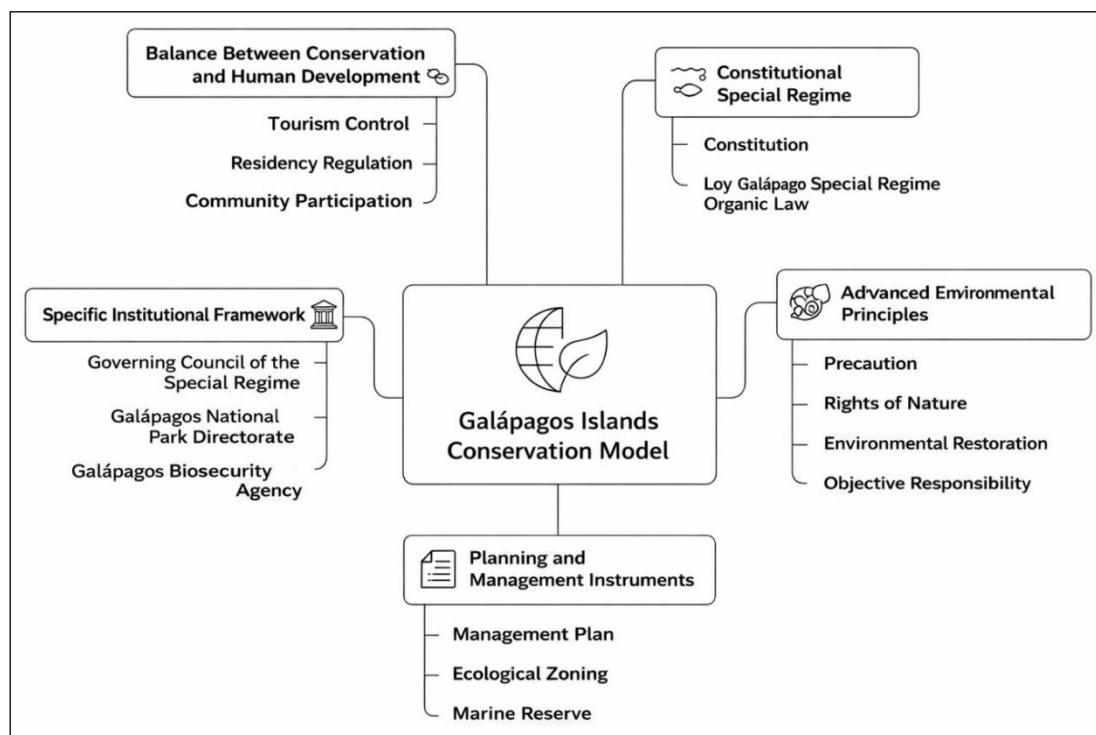 Balance Between Conservation
and Human Development
Tourism Control
Residency Regulation
Community Participation
Constitutional
Special Regime
Constitution
Loy Galápago Special Regime
Organic Law
Specific Institutional Framework
Governing Council of the
Special Regime
Galápagos National
Park Directorate
Galápagos Biosecurity
Agency
Galápagos Islands
Conservation Model
Advanced Environmental
Principles
Precaution
Rights of Nature
Environmental Restoration
Objective Responsibility
Planning and
Management Instruments
Management Plan
Ecological Zoning
Marine Reserve